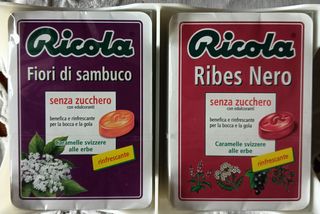 Ricola
Fiori di sambuco
senza zucchero
con edulcoranti
benefica e rinfrescante
per la bocca e la gola
Caramelle svizzere
alle erbe
rinfrescante
Ricola
Ribes Nero
senza zucchero
con edulcoranti
benefica e rinfrescante
per la bocca e la gola
Caramelle svizzere
alle erbe
rinfrescante